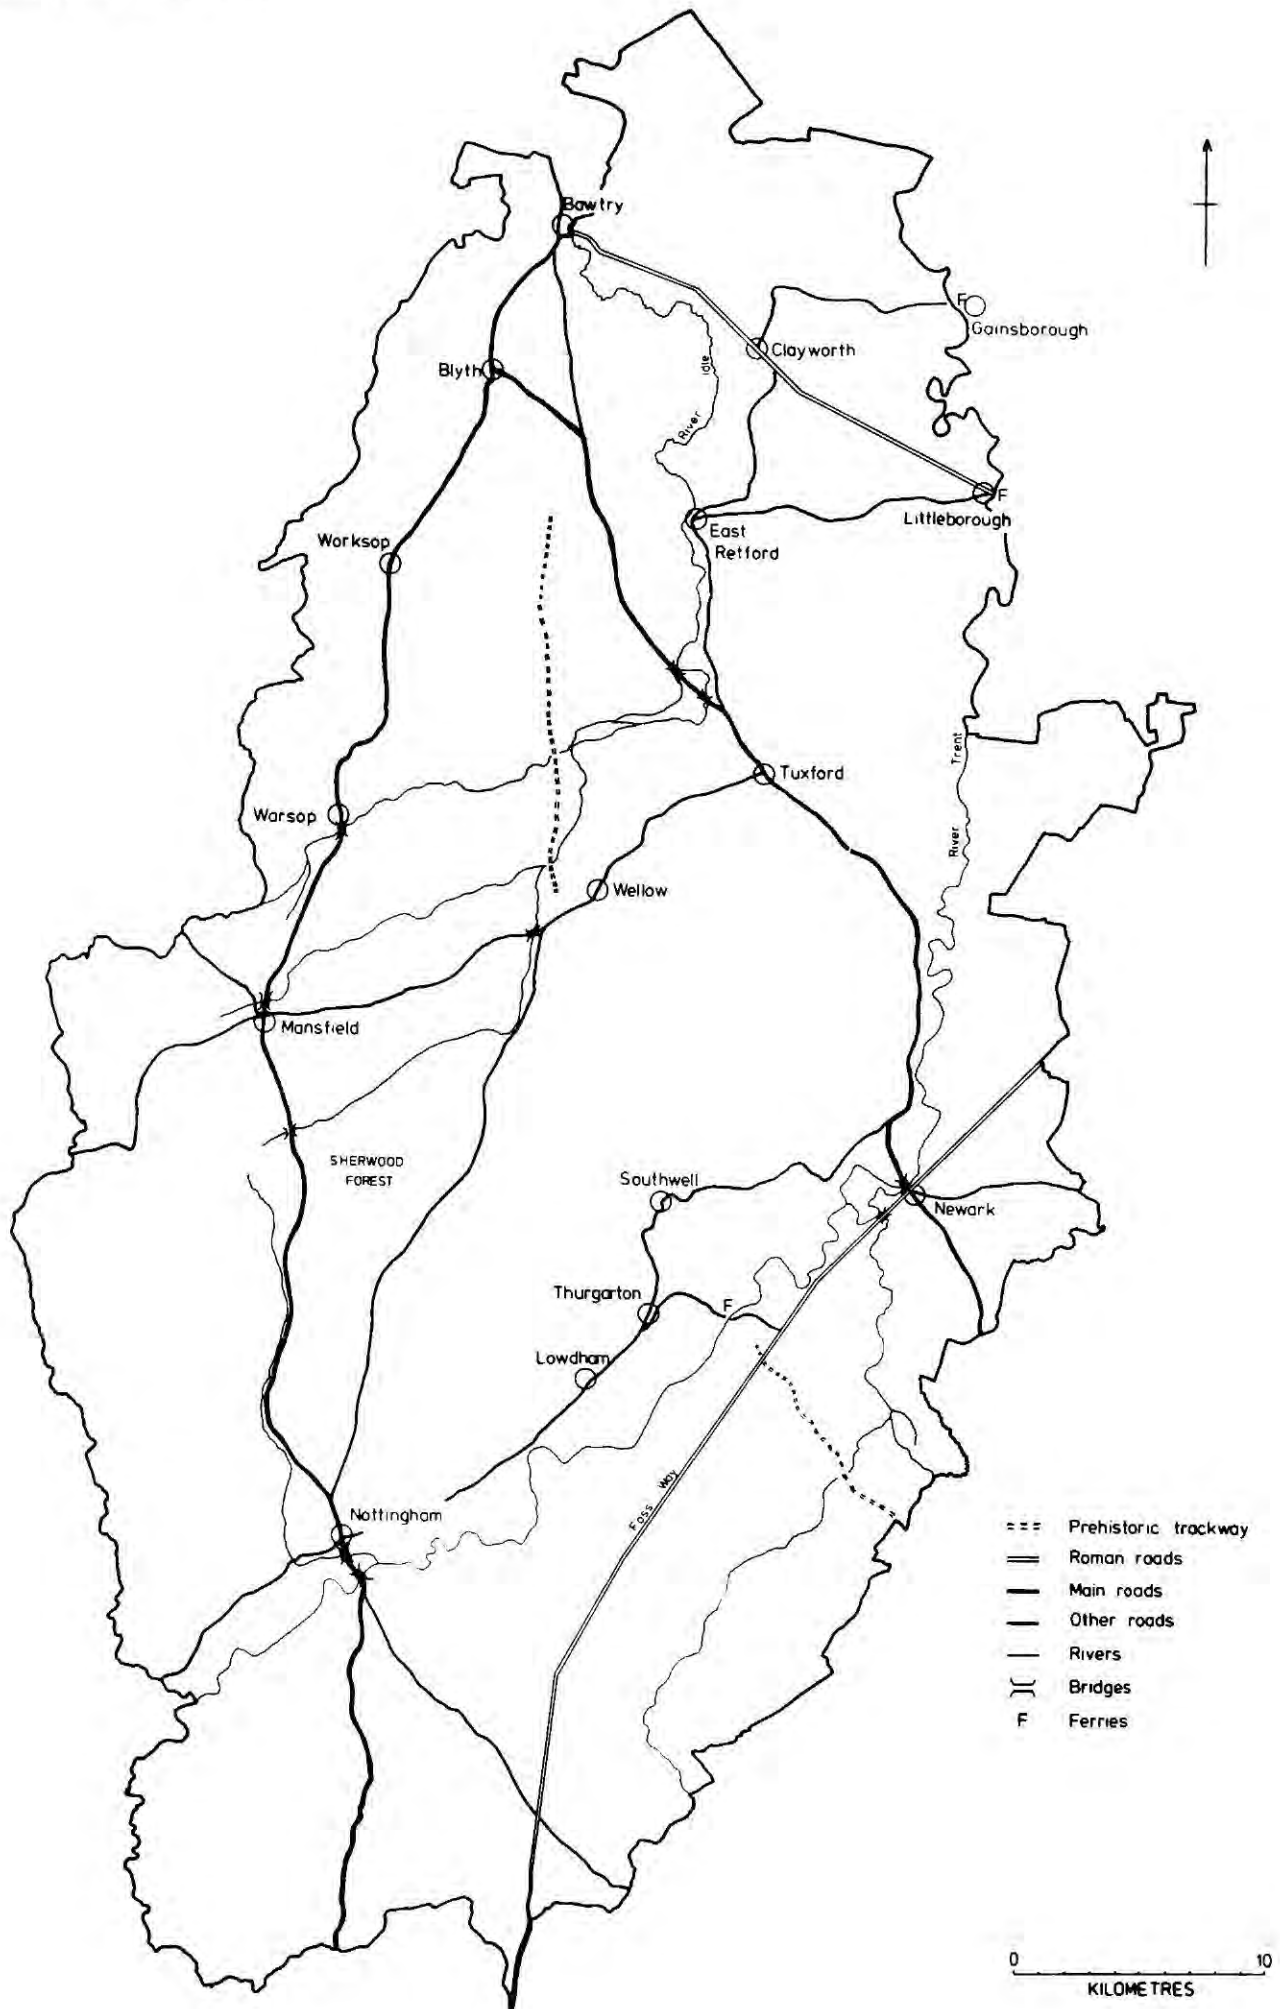 Bawtry
F
Gainsborough
Clayworth
Blyth
River Idle
F
Littleborough
East
Retford
Worksop
Tuxford
River Trent
Warsop
Wellow
Mansfield
SHERWOOD
FOREST
Southwell
Newark
Thurgarton
F
Lowdham
Foss Way
Nottingham
Prehistoric trackway
Roman roads
Main roads
Other roads
Rivers
Bridges
F Ferries
0 10
KILOMETRES